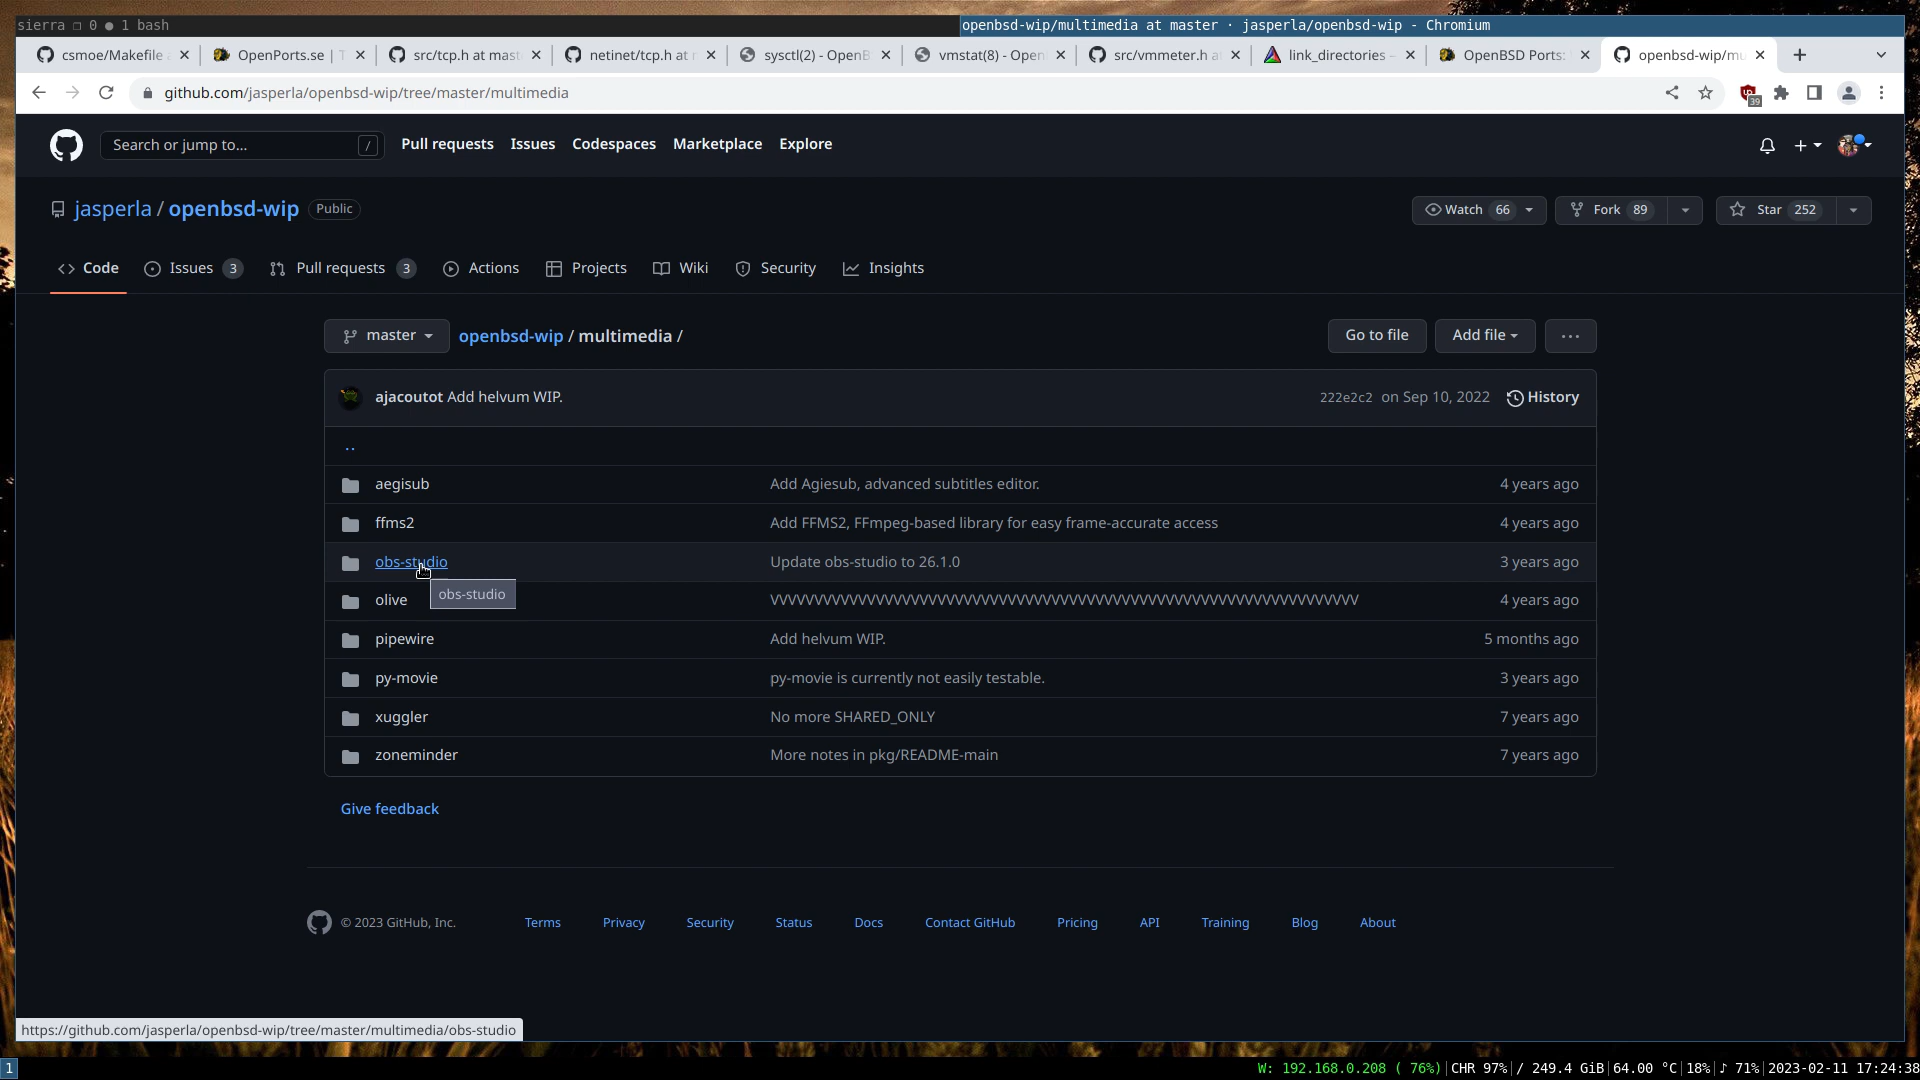 sierra ❐ 0 ● 1 bash
openbsd-wip/multimedia at master · jasperla/openbsd-wip - Chromium
csmoe/Makefile
OpenPorts.se | T
src/tcp.h at mast
netinet/tcp.h at r
sysctl(2) - OpenB
vmstat(8) - Open
src/vmmeter.h a
link_directories –
OpenBSD Ports:
openbsd-wip/mu
github.com/jasperla/openbsd-wip/tree/master/multimedia
39
Search or jump to...
/
Pull requests
Issues
Codespaces
Marketplace
Explore
jasperla / openbsd-wip Public
Watch 66
Fork 89
Star 252
Code
Issues 3
Pull requests 3
Actions
Projects
Wiki
Security
Insights
master
openbsd-wip / multimedia /
Go to file
Add file
...
ajacoutot Add helvum WIP.
222e2c2 on Sep 10, 2022
History
..
aegisub Add Agiesub, advanced subtitles editor. 4 years ago
ffms2 Add FFMS2, FFmpeg-based library for easy frame-accurate access 4 years ago
obs-studio Update obs-studio to 26.1.0 3 years ago
obs-studio
olive 4 years ago
pipewire Add helvum WIP. 5 months ago
py-movie py-movie is currently not easily testable. 3 years ago
xuggler No more SHARED_ONLY 7 years ago
zoneminder More notes in pkg/README-main 7 years ago
Give feedback
© 2023 GitHub, Inc.
Terms
Privacy
Security
Status
Docs
Contact GitHub
Pricing
API
Training
Blog
About
https://github.com/jasperla/openbsd-wip/tree/master/multimedia/obs-studio
1
W: 192.168.0.208 ( 76%)|CHR 97%|/ 249.4 GiB|64.00 °C|18%|♪ 71%|2023-02-11 17:24:38